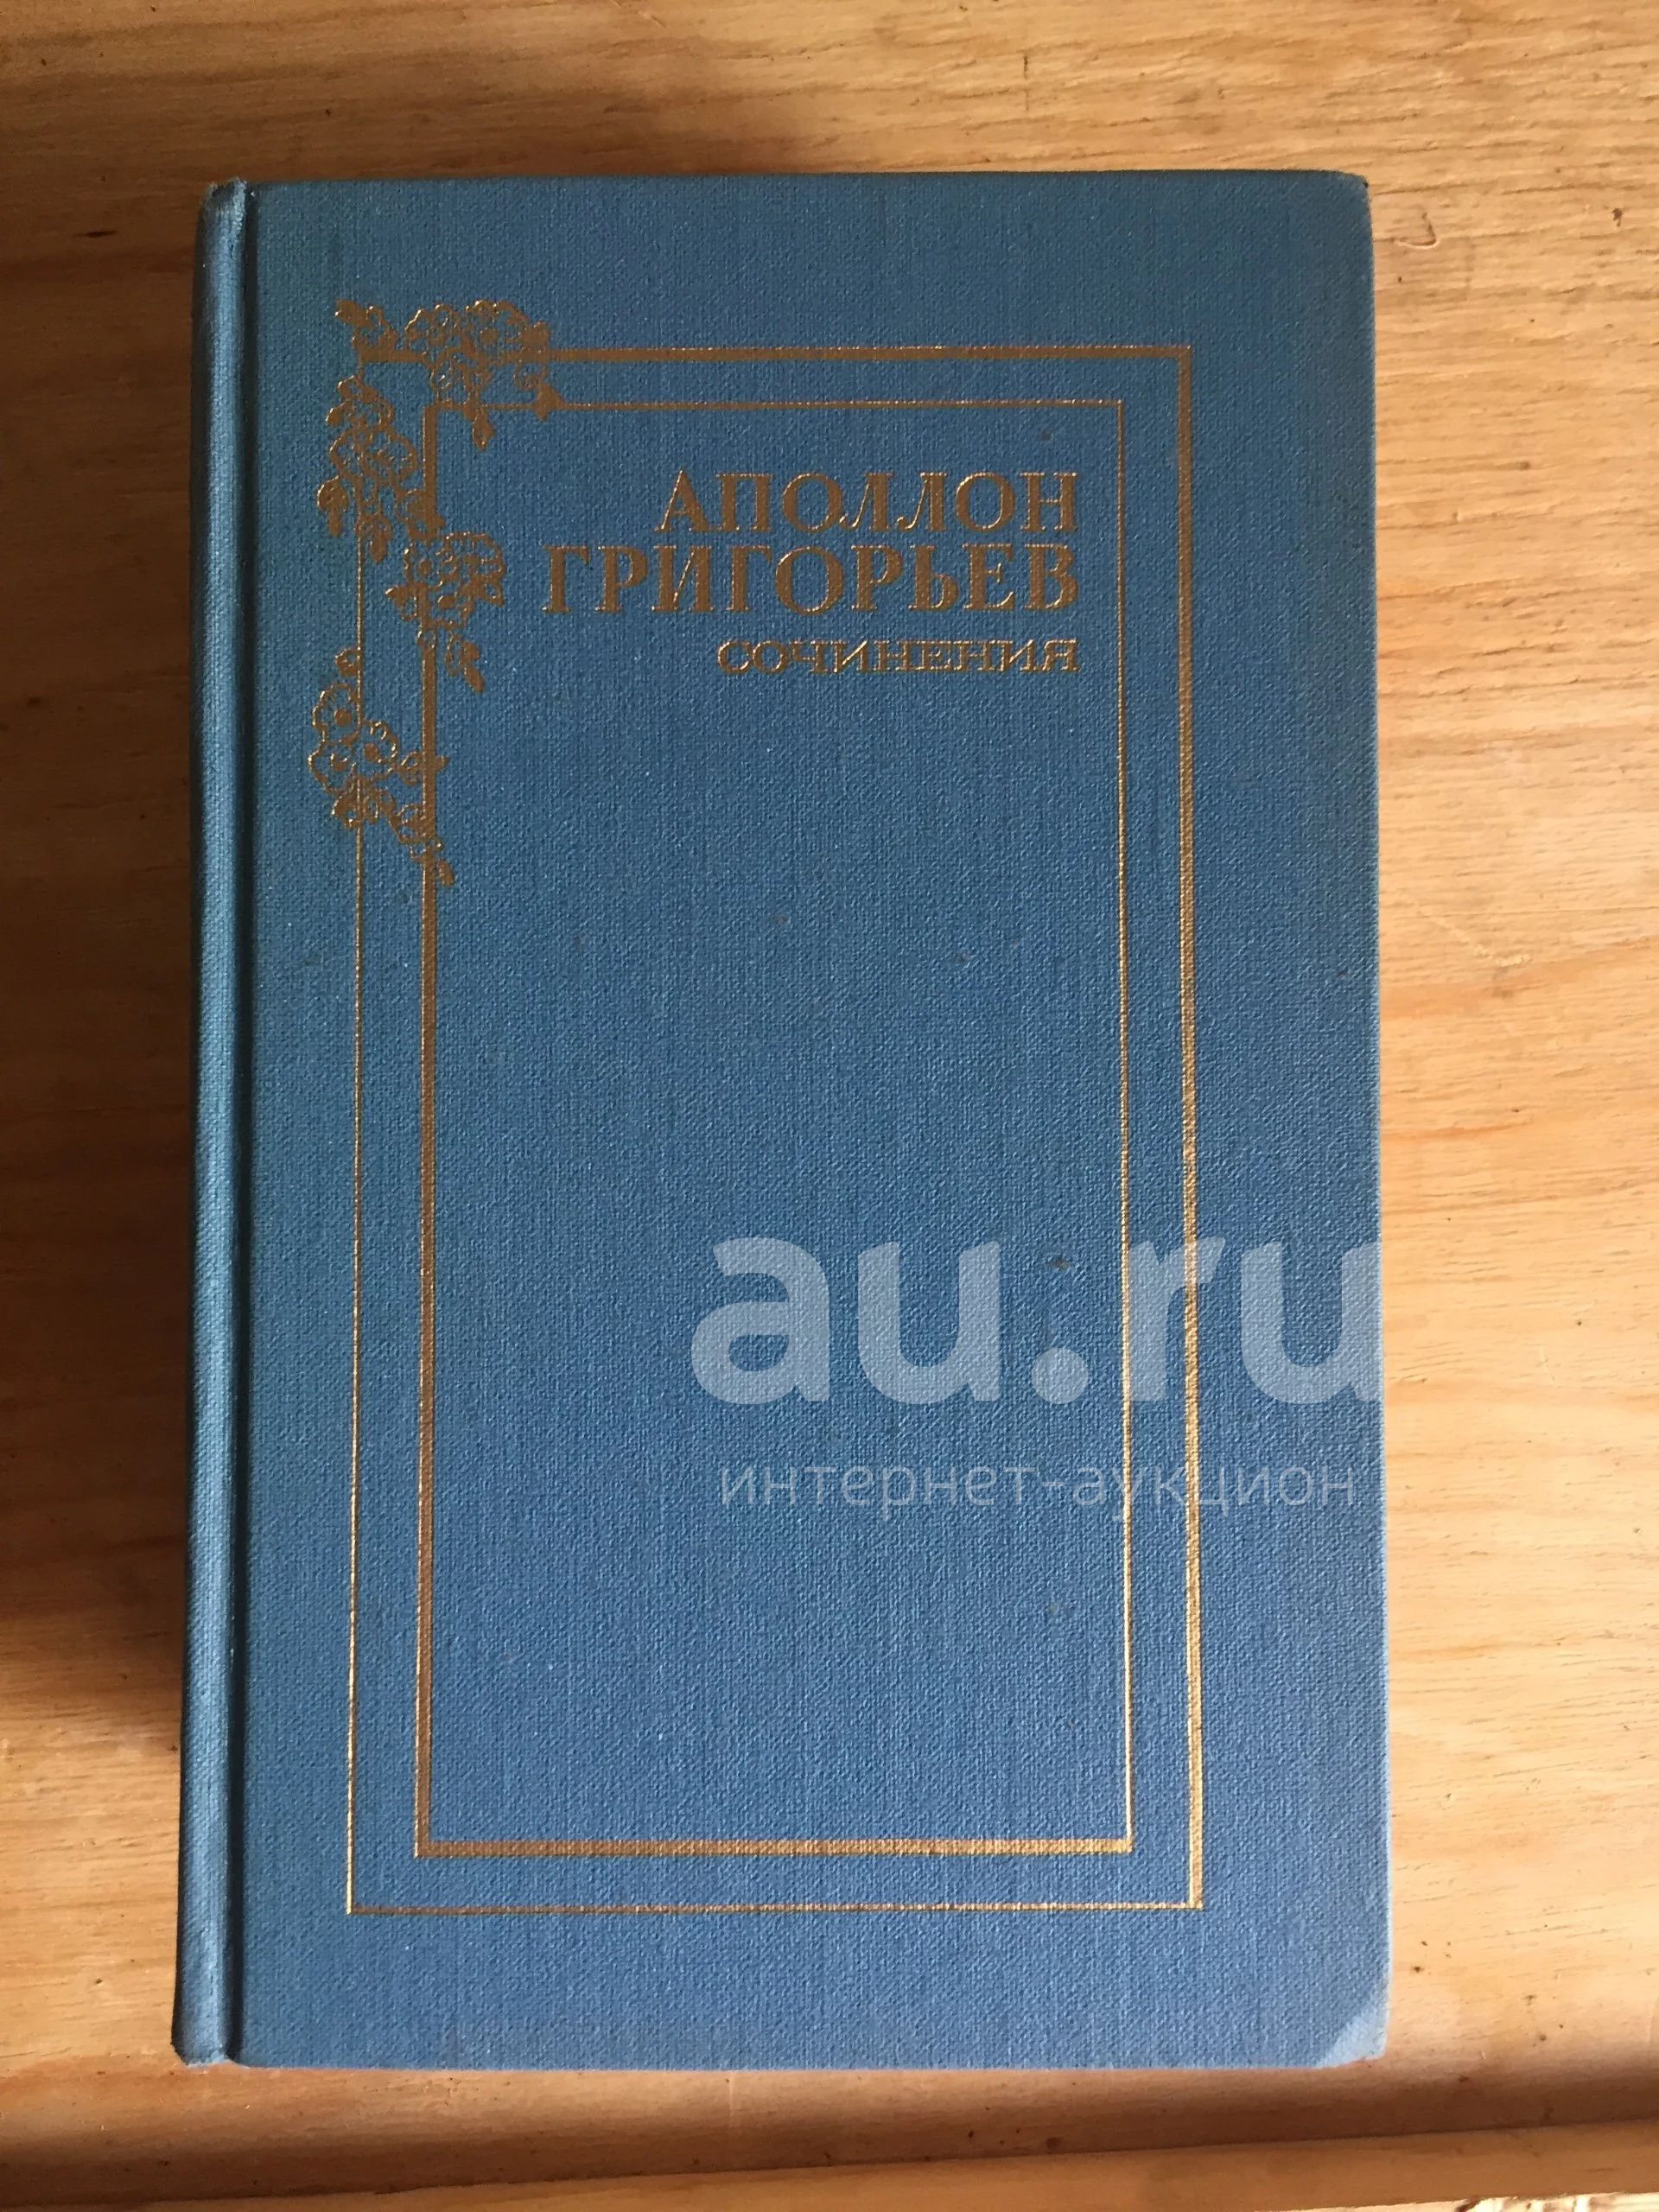 АПОЛЛОН
ГРИГОРЬЕВ
СОЧИНЕНИЯ
au.ru
интернет-аукцион